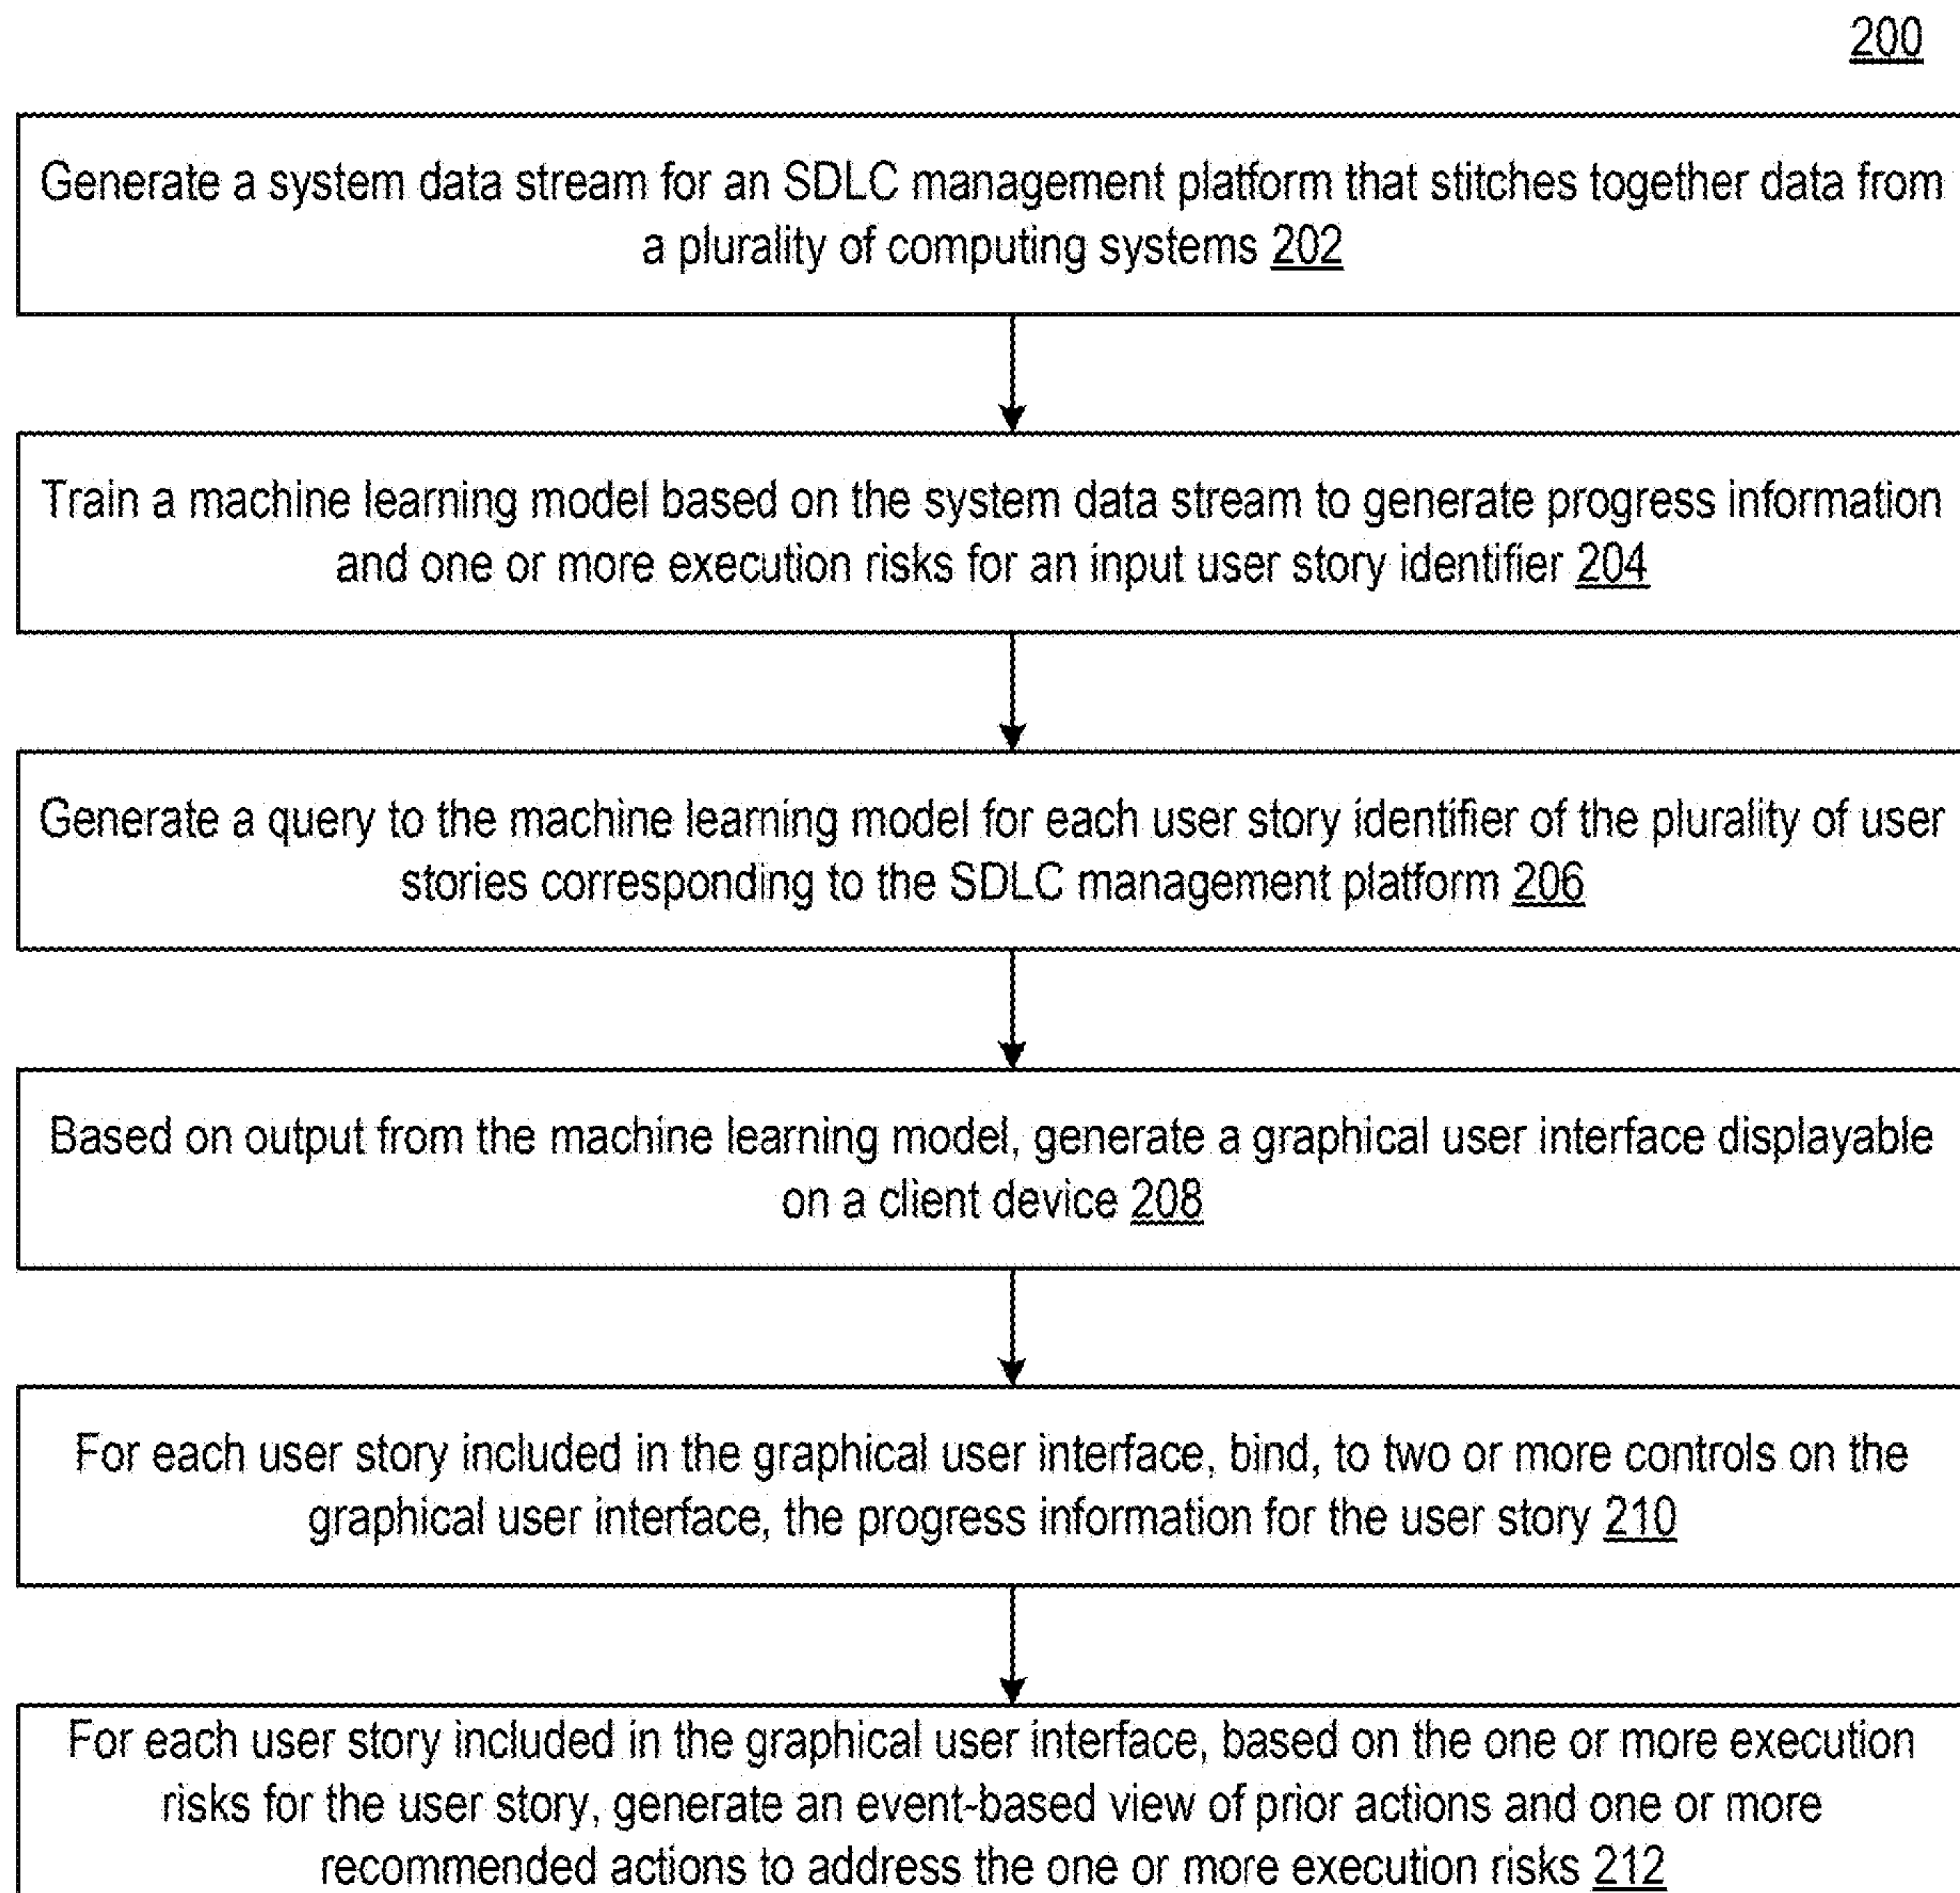 200
Generate a system data stream for an SDLC management platform that stitches together data from
a plurality of computing systems 202
Train a machine learning model based on the system data stream to generate progress information
and one or more execution risks for an input user story identifier 204
Generate a query to the machine learning model for each user story identifier of the plurality of user
stories corresponding to the SDLC management platform 206
Based on output from the machine learning model, generate a graphical user interface displayable
on a client device 208
For each user story included in the graphical user interface, bind, to two or more controls on the
graphical user interface, the progress information for the user story 210
For each user story included in the graphical user interface, based on the one or more execution
risks for the user story, generate an event-based view of prior actions and one or more
recommended actions to address the one or more execution risks 212